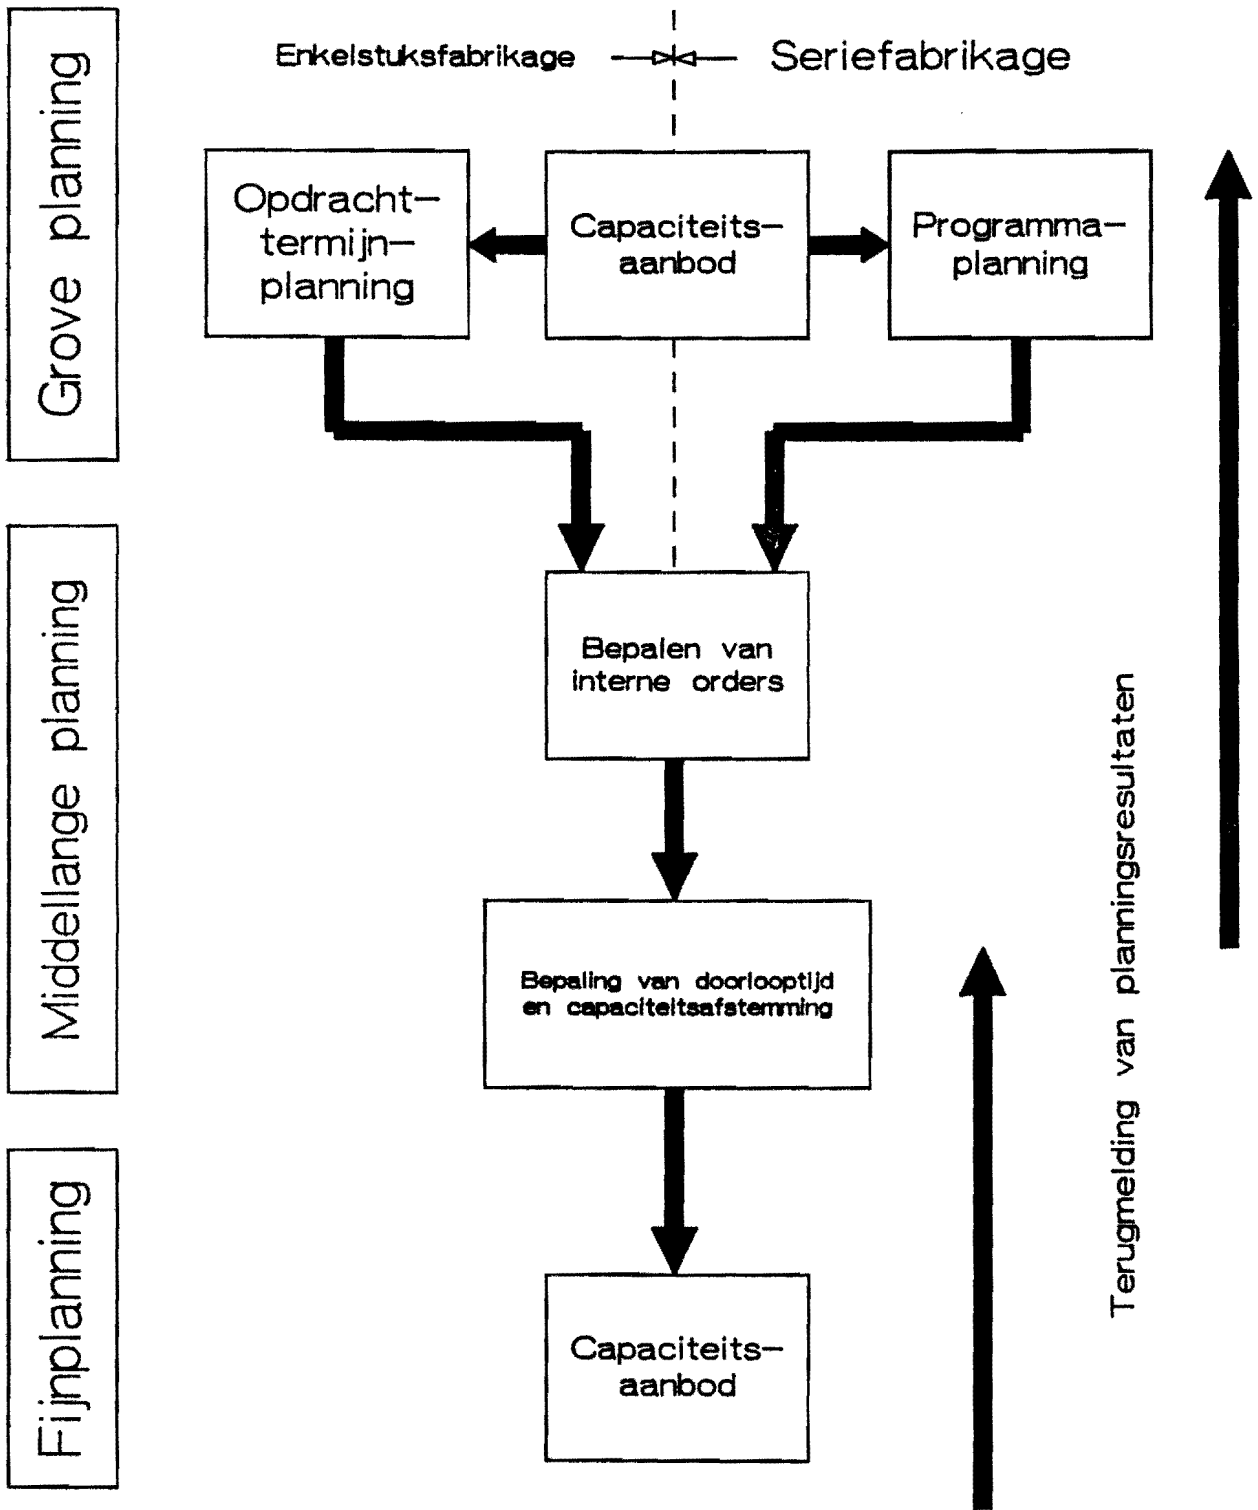 Grove planning
Enkelstuksfabrikage
Seriefabrikage
Opdracht-
termijn-
planning
Capaciteits-
aanbod
Programma-
planning
Middellange planning
Bepalen van
interne orders
Bepaling van doorlooptijd
en capaciteitsafstemming
Terugmelding van planningsresultaten
Fijnplanning
Capaciteits-
aanbod